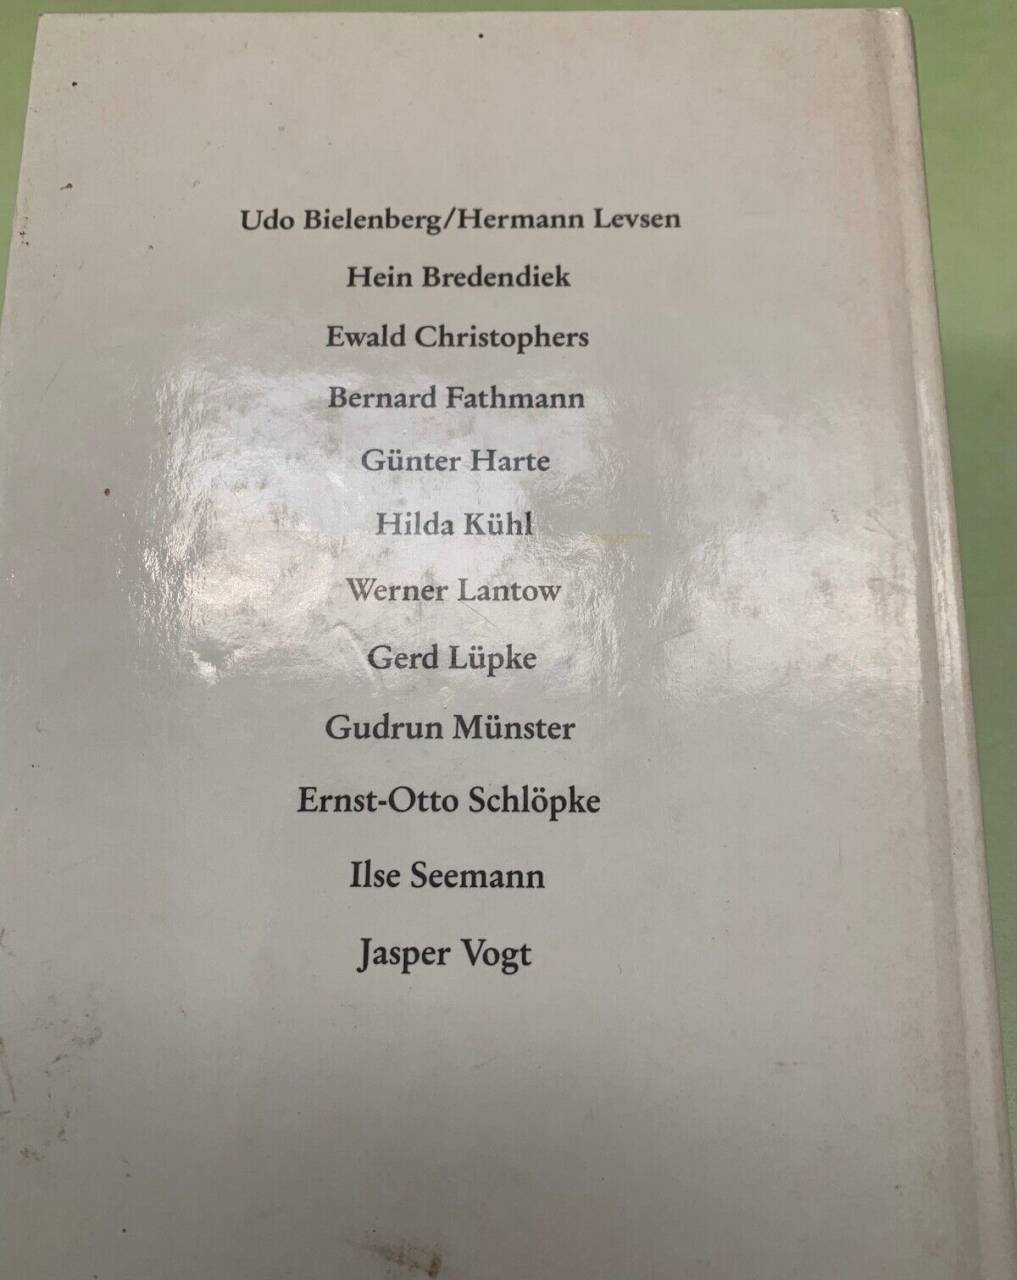 Udo Bielenberg/Hermann Levsen
Hein Bredendiek
Ewald Christophers
Bernard Fathmann
Günter Harte
Hilda Kühl
Werner Lantow
Gerd Lüpke
Gudrun Münster
Ernst-Otto Schlöpke
Ilse Seemann
Jasper Vogt